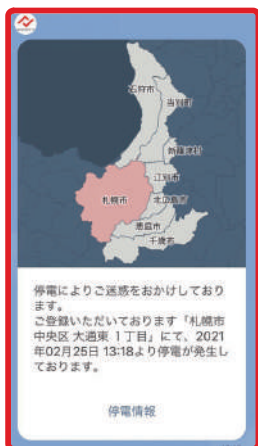 石狩市
当別町
新篠津村
江別市
札幌市
北広島市
恵庭市
千歳市
停電によりご迷惑をおかけしており
ます。
ご登録いただいております「札幌市
中央区 大通東 1丁目」にて、2021
年02月25日 13:18より停電が発生し
ております。
停電情報